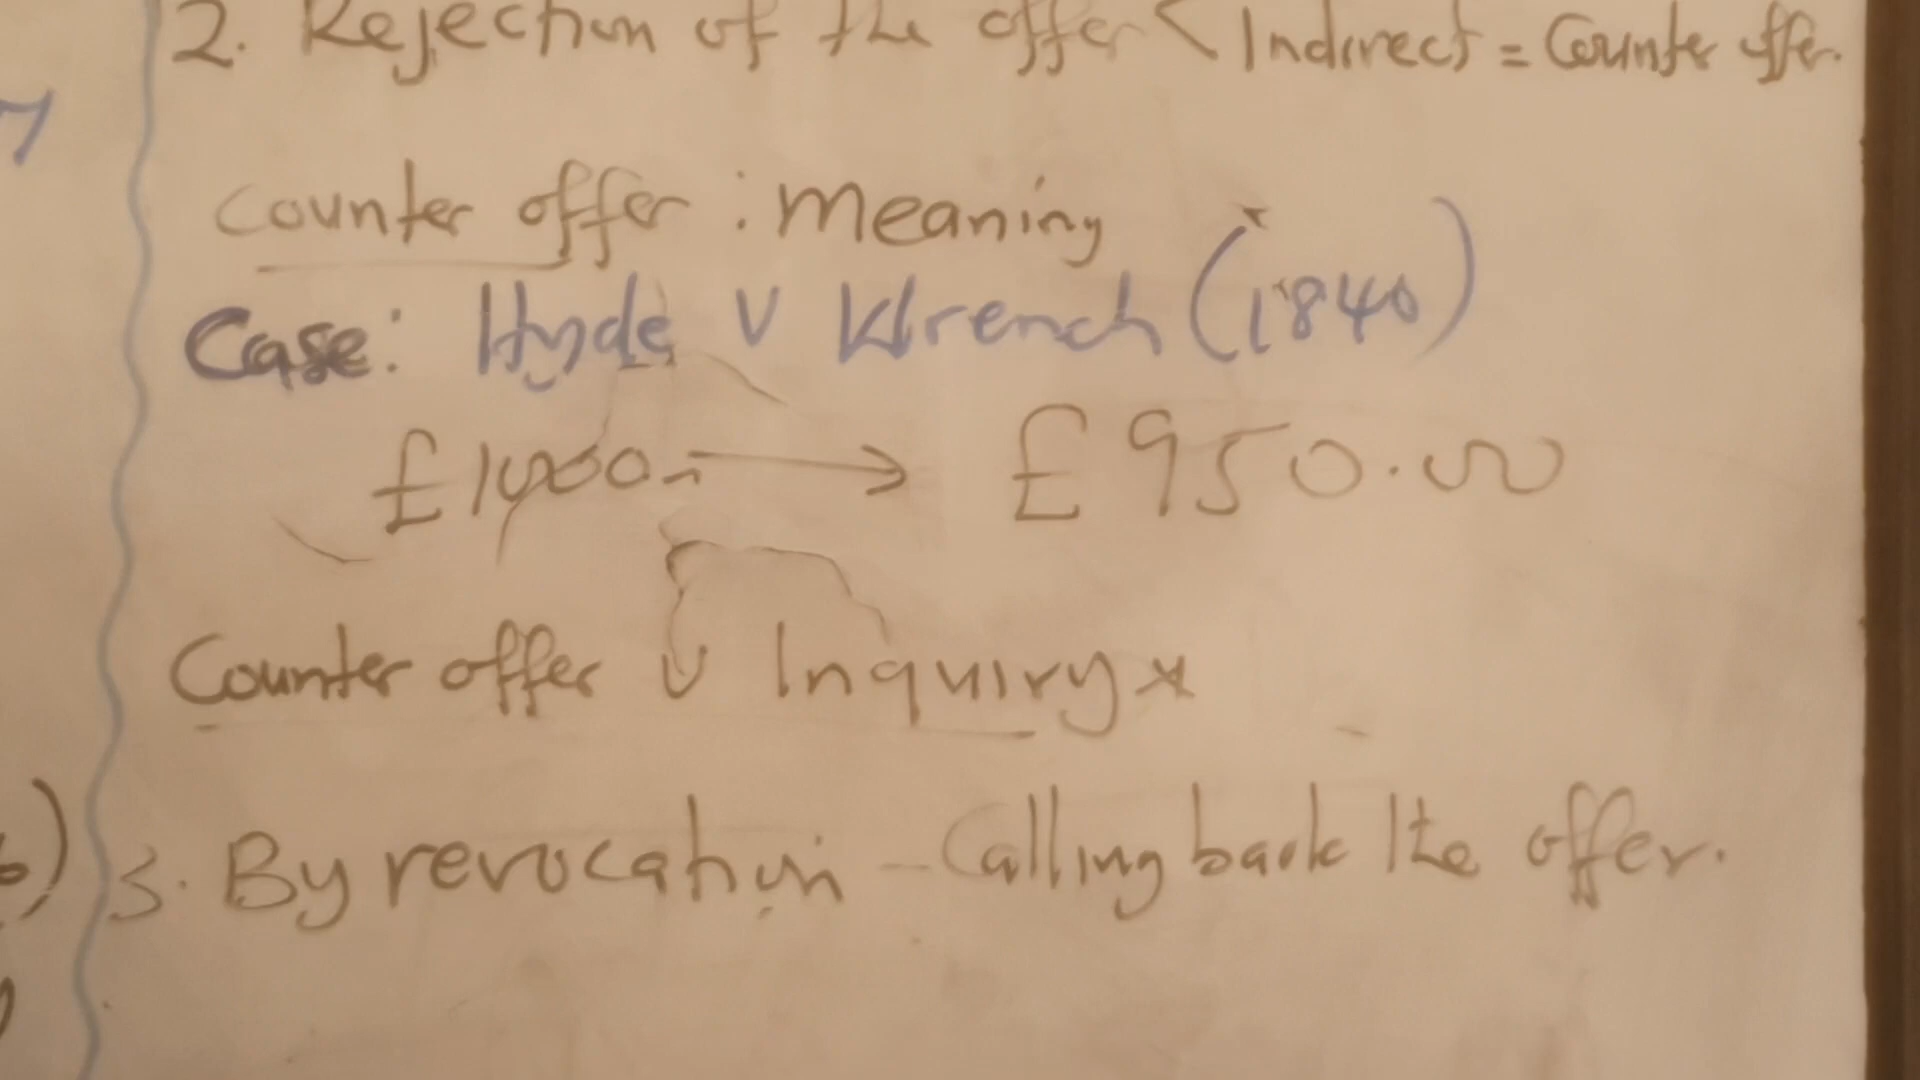 2. Rejection of the offer < Indirect = Counter offer.
Counter offer : Meaning
Case: Hyde V Wrench (1840)
£1000 → £950.00
Counter offer V Inquiry *
3. By revocation - Calling back the offer.